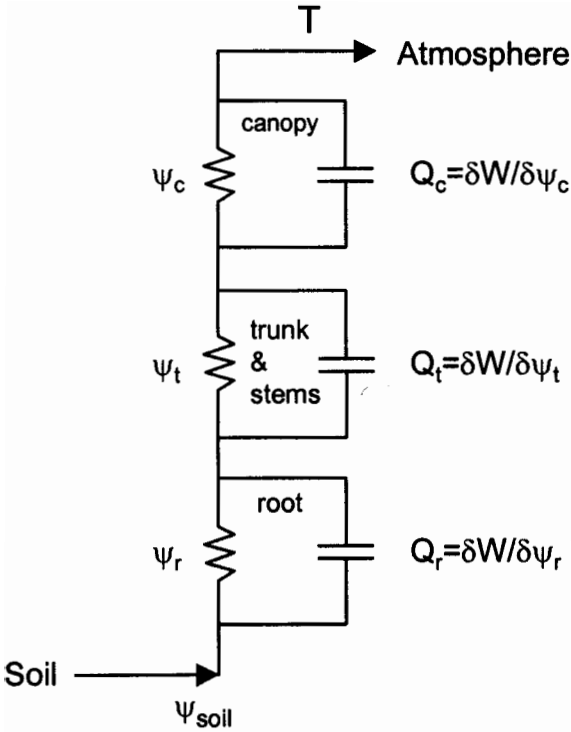 T
Atmosphere
canopy
ψc
Qc=δW/δψc
trunk
&
stems
ψt
Qt=δW/δψt
root
ψr
Qr=δW/δψr
Soil
ψsoil